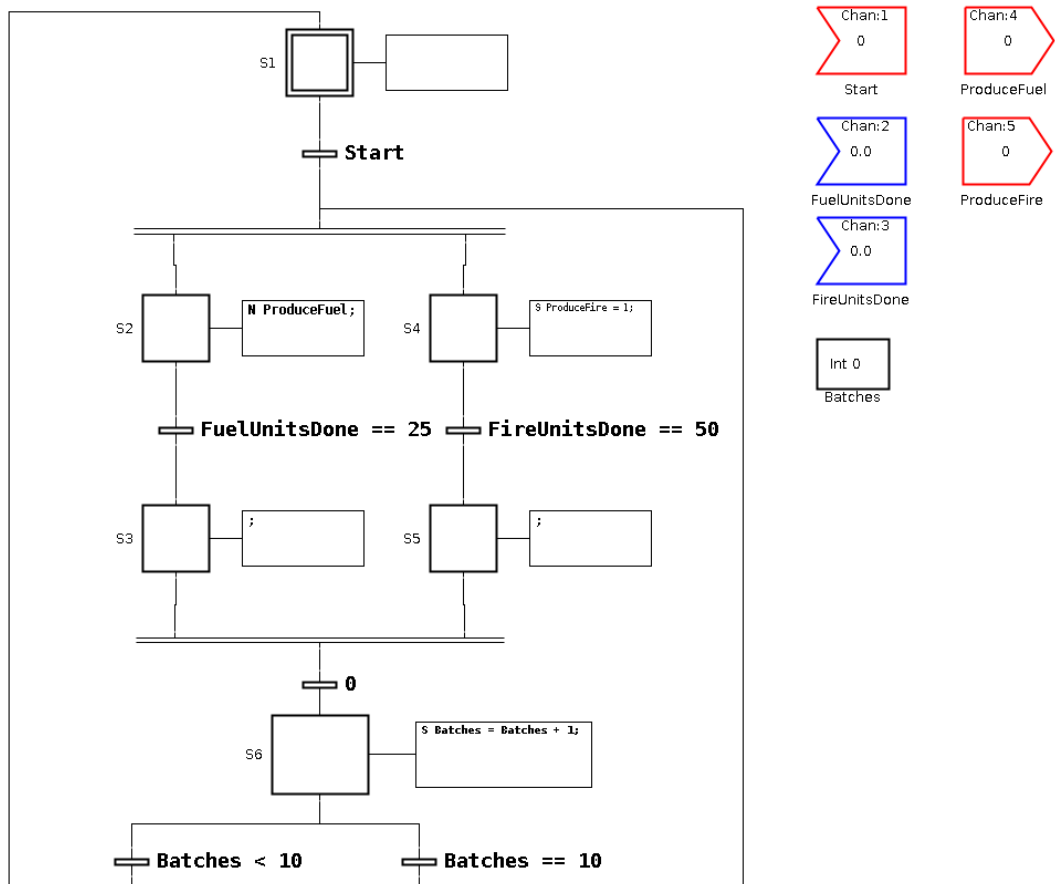 S1
Start
S2
N ProduceFuel;
S4
S ProduceFire = 1;
FuelUnitsDone == 25
FireUnitsDone == 50
S3
;
S5
;
0
S6
S Batches = Batches + 1;
Batches < 10
Batches == 10
Chan:1
0
Start
Chan:4
0
ProduceFuel
Chan:2
0.0
FuelUnitsDone
Chan:5
0
ProduceFire
Chan:3
0.0
FireUnitsDone
Int 0
Batches